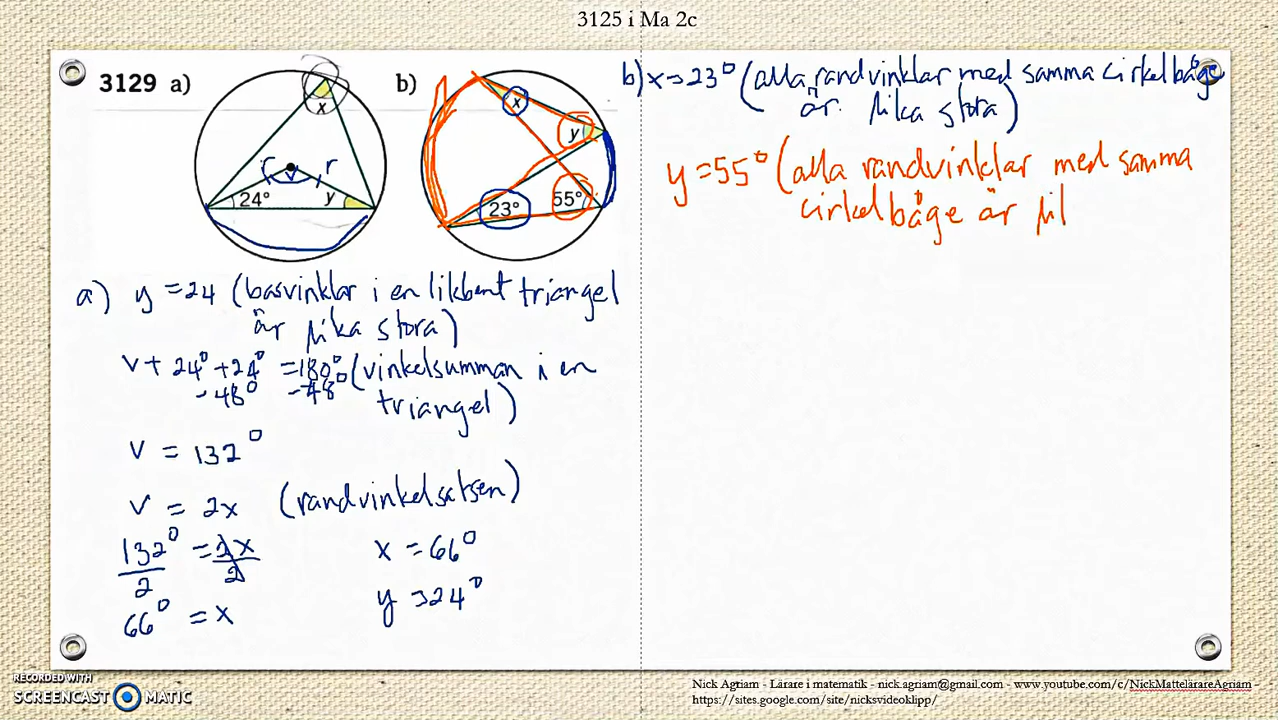 3125 i Ma 2c
3129 a)
x
r
v
r
24°
y
b)
x
y
23°
55°
a) y = 24 (basvinklar i en likbent triangel
är lika stora)
v + 24° + 24° = 180° (vinkelsumman i en
- 48° - 48° triangel)
v = 132°
v = 2x (randvinkelsatsen)
132° = 2x
2 2
66° = x
x = 66°
y = 24°
b) x = 23° (alla randvinklar med samma cirkelbåge
är lika stora)
y = 55° (alla randvinklar med samma
cirkelbåge är lil
RECORDED WITH
SCREENCAST MATIC
Nick Agriam - Lärare i matematik - nick.agriam@gmail.com - www.youtube.com/c/NickMattelärareAgriam
https://sites.google.com/site/nicksvideoklipp/